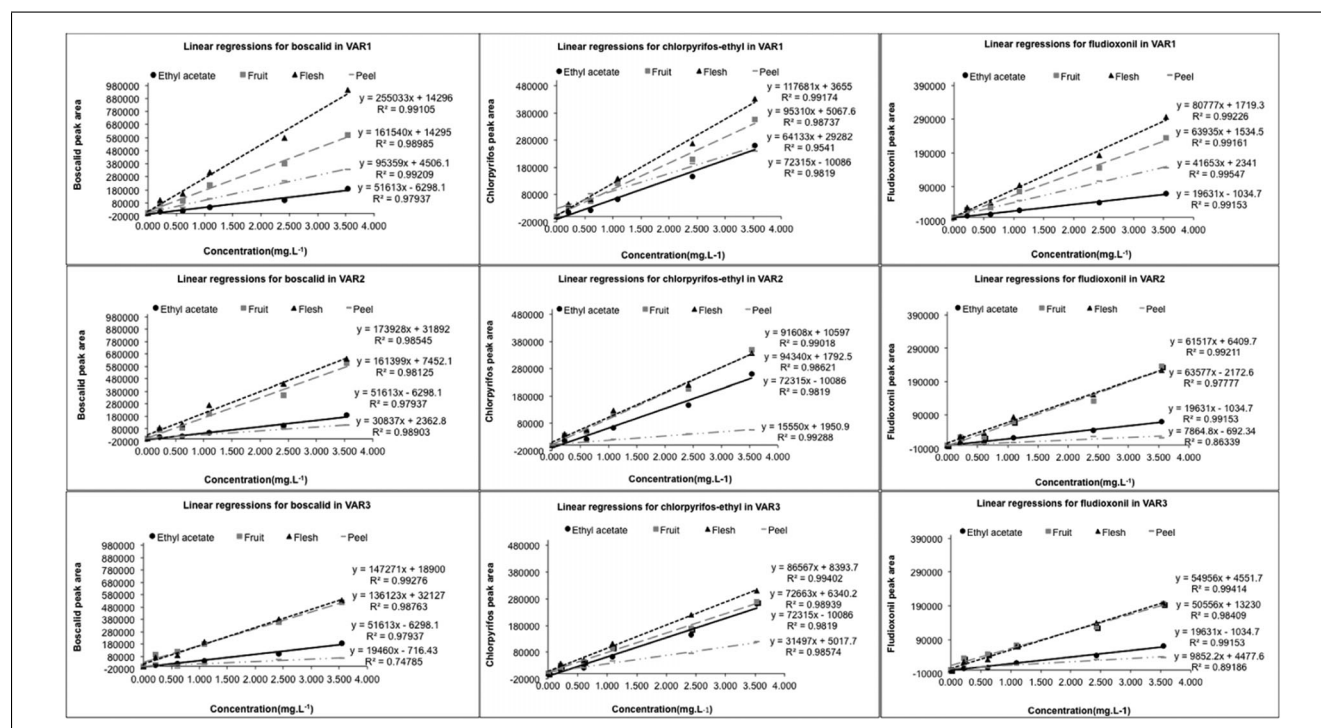 Linear regressions for boscalid in VAR1
Ethyl acetate Fruit Flesh Peel
Boscalid peak area
980000
880000
780000
680000
580000
480000
380000
280000
180000
80000
-20000
0.000 0.500 1.000 1.500 2.000 2.500 3.000 3.500 4.000
Concentration(mg.L-1)
y = 255033x + 14296
R² = 0.99105
y = 161540x + 14295
R² = 0.98985
y = 95359x + 4506.1
R² = 0.99209
y = 51613x - 6298.1
R² = 0.97937
Linear regressions for chlorpyrifos-ethyl in VAR1
Ethyl acetate Fruit Flesh Peel
Chlorpyrifos peak area
480000
380000
280000
180000
80000
-20000
0.000 0.500 1.000 1.500 2.000 2.500 3.000 3.500 4.000
Concentration(mg.L-1)
y = 117681x + 3655
R² = 0.99174
y = 95310x + 5067.6
R² = 0.98737
y = 64133x + 29282
R² = 0.9541
y = 72315x - 10086
R² = 0.9819
Linear regressions for fludioxonil in VAR1
Ethyl acetate Fruit Flesh Peel
Fludioxonil peak area
390000
290000
190000
90000
-10000
0.000 0.500 1.000 1.500 2.000 2.500 3.000 3.500 4.000
Concentration(mg.L-1)
y = 80777x + 1719.3
R² = 0.99226
y = 63935x + 1534.5
R² = 0.99161
y = 41653x + 2341
R² = 0.99547
y = 19631x - 1034.7
R² = 0.99153
Linear regressions for boscalid in VAR2
Ethyl acetate Fruit Flesh Peel
Boscalid peak area
980000
880000
780000
680000
580000
480000
380000
280000
180000
80000
-20000
0.000 0.500 1.000 1.500 2.000 2.500 3.000 3.500 4.000
Concentration(mg.L-1)
y = 173928x + 31892
R² = 0.98545
y = 161399x + 7452.1
R² = 0.98125
y = 51613x - 6298.1
R² = 0.97937
y = 30837x + 2362.8
R² = 0.98903
Linear regressions for chlorpyrifos-ethyl in VAR2
Ethyl acetate Fruit Flesh Peel
Chlorpyrifos peak area
480000
380000
280000
180000
80000
-20000
0.000 0.500 1.000 1.500 2.000 2.500 3.000 3.500 4.000
Concentration(mg.L-1)
y = 91608x + 10597
R² = 0.99018
y = 94340x + 1792.5
R² = 0.98621
y = 72315x - 10086
R² = 0.9819
y = 15550x + 1950.9
R² = 0.99288
Linear regressions for fludioxonil in VAR2
Ethyl acetate Fruit Flesh Peel
Fludioxonil peak area
390000
290000
190000
90000
-10000
0.000 0.500 1.000 1.500 2.000 2.500 3.000 3.500 4.000
Concentration(mg.L-1)
y = 61517x + 6409.7
R² = 0.99211
y = 63577x - 2172.6
R² = 0.97777
y = 19631x - 1034.7
R² = 0.99153
y = 7864.8x - 692.34
R² = 0.86339
Linear regressions for boscalid in VAR3
Ethyl acetate Fruit Flesh Peel
Boscalid peak area
980000
880000
780000
680000
580000
480000
380000
280000
180000
80000
-20000
0.000 0.500 1.000 1.500 2.000 2.500 3.000 3.500 4.000
Concentration(mg.L-1)
y = 147271x + 18900
R² = 0.99276
y = 136123x + 32127
R² = 0.98763
y = 51613x - 6298.1
R² = 0.97937
y = 19460x - 716.43
R² = 0.74785
Linear regressions for chlorpyrifos-ethyl in VAR3
Ethyl acetate Fruit Flesh Peel
Chlorpyrifos peak area
480000
380000
280000
180000
80000
-20000
0.000 0.500 1.000 1.500 2.000 2.500 3.000 3.500 4.000
Concentration(mg.L-1)
y = 86567x + 8393.7
R² = 0.99402
y = 72663x + 6340.2
R² = 0.98939
y = 72315x - 10086
R² = 0.9819
y = 31497x + 5017.7
R² = 0.98574
Linear regressions for fludioxonil in VAR3
Ethyl acetate Fruit Flesh Peel
Fludioxonil peak area
390000
290000
190000
90000
-10000
0.000 0.500 1.000 1.500 2.000 2.500 3.000 3.500 4.000
Concentration(mg.L-1)
y = 54956x + 4551.7
R² = 0.99414
y = 50556x + 13230
R² = 0.98409
y = 19631x - 1034.7
R² = 0.99153
y = 9852.2x + 4477.6
R² = 0.89186